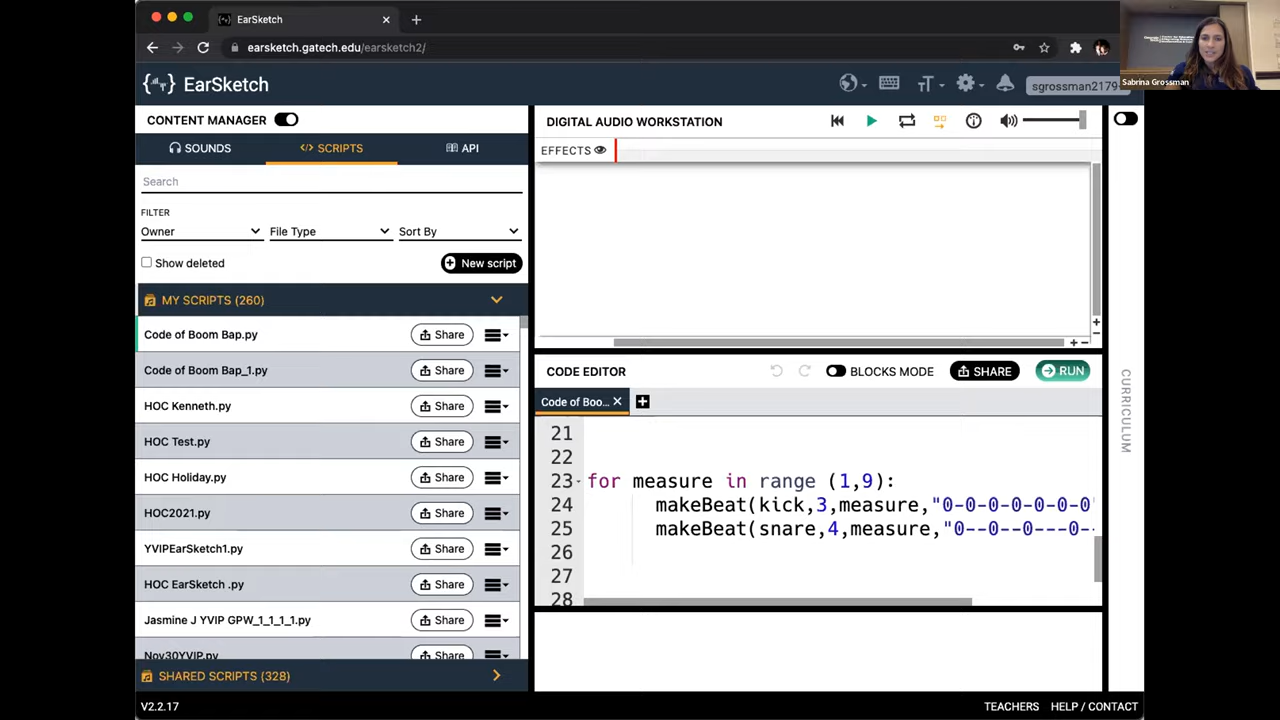 EarSketch
earsketch.gatech.edu/earsketch2/
Sabrina Grossman
EarSketch
sgrossman2179
CONTENT MANAGER
SOUNDS
</> SCRIPTS
API
Search
FILTER
Owner
File Type
Sort By
Show deleted
New script
MY SCRIPTS (260)
Code of Boom Bap.py
Share
Code of Boom Bap_1.py
Share
HOC Kenneth.py
Share
HOC Test.py
Share
HOC Holiday.py
Share
HOC2021.py
Share
YVIPEarSketch1.py
Share
HOC EarSketch .py
Share
Jasmine J YVIP GPW_1_1_1_1.py
Share
Nov30YVIP.py
Share
SHARED SCRIPTS (328)
DIGITAL AUDIO WORKSTATION
EFFECTS
CODE EDITOR
BLOCKS MODE
SHARE
RUN
Code of Boo...
21
22
23 for measure in range (1,9):
24 makeBeat(kick,3,measure,"0-0-0-0-0-0-0"
25 makeBeat(snare,4,measure,"0--0--0---0--
26
27
28
CURRICULUM
V2.2.17
TEACHERS
HELP / CONTACT